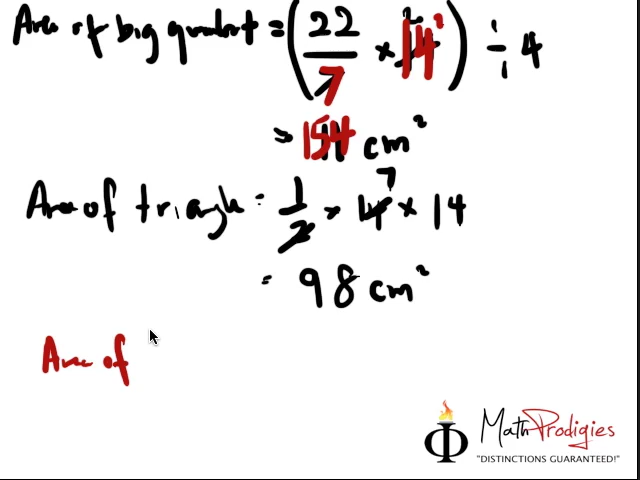 Area of big quadrant = (22/7 × 14²) ÷ 4
= 154 cm²
Area of triangle = 1/2 × 14 7 × 14
= 98 cm²
Area of
MathProdigies
"DISTINCTIONS GUARANTEED!"